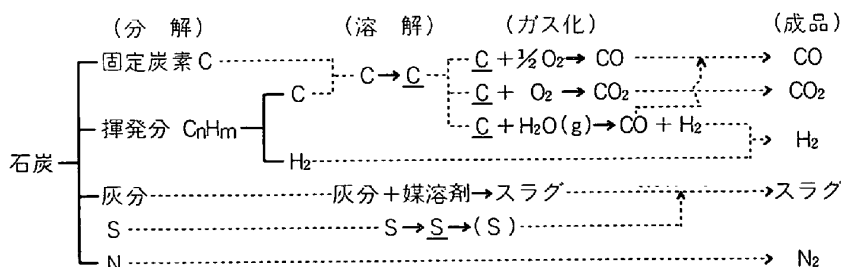 (分 解) (溶 解) (ガス化) (成品)
固定炭素 C C → C C + ½ O₂ → CO CO
C C + O₂ → CO₂ CO₂
揮発分 CnHm C + H₂O(g) → CO + H₂
H₂ H₂
石炭
灰分 灰分 + 媒溶剤 → スラグ スラグ
S S → S → (S)
N N₂